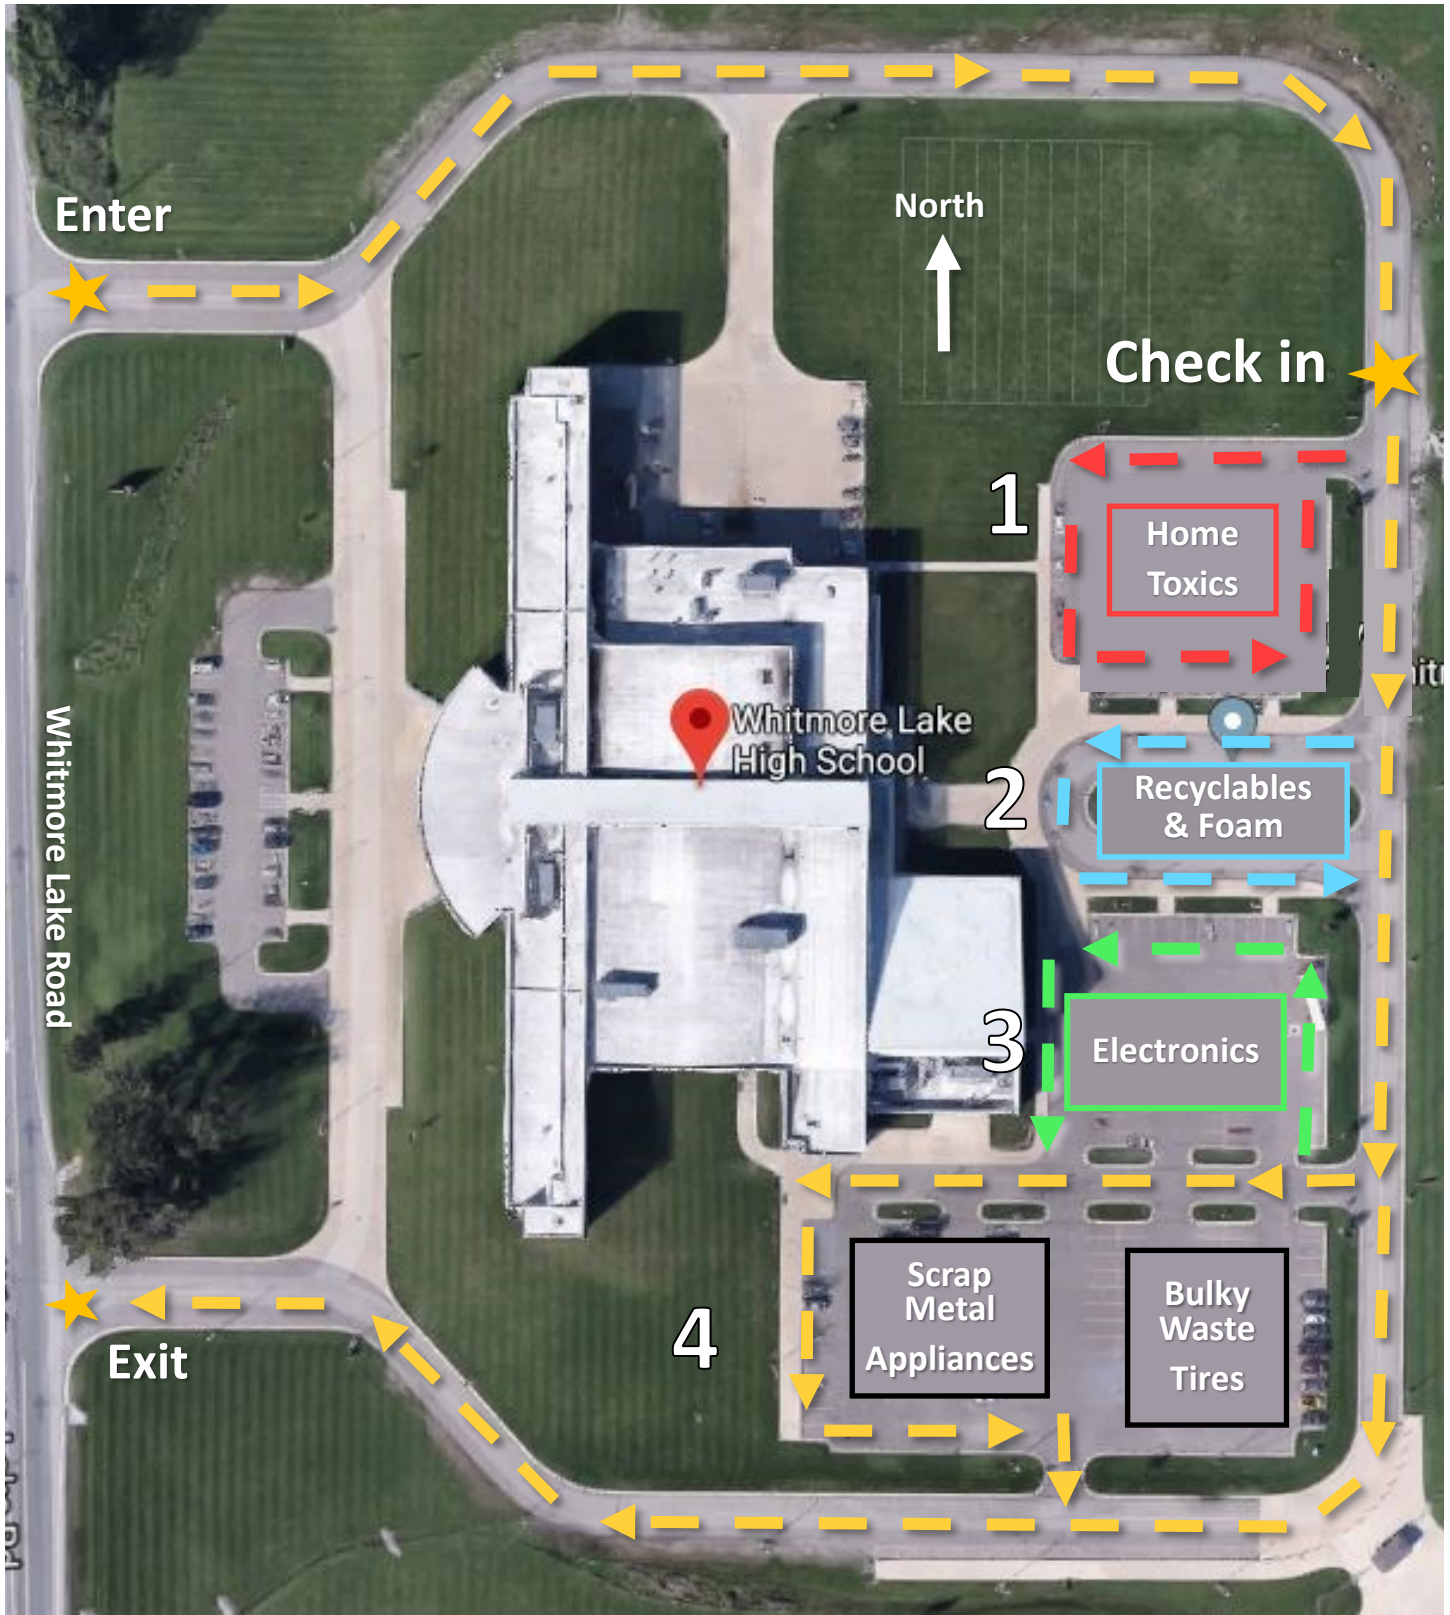 Enter
North
Check in
1
Home
Toxics
Whitmore Lake
High School
2
Recyclables
& Foam
Whitmore Lake Road
3
Electronics
4
Scrap
Metal
Appliances
Bulky
Waste
Tires
Exit